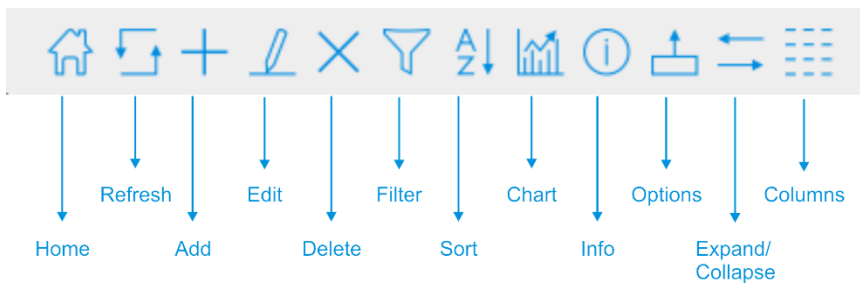 A
Z
i
Refresh
Edit
Filter
Chart
Options
Columns
Home
Add
Delete
Sort
Info
Expand/
Collapse